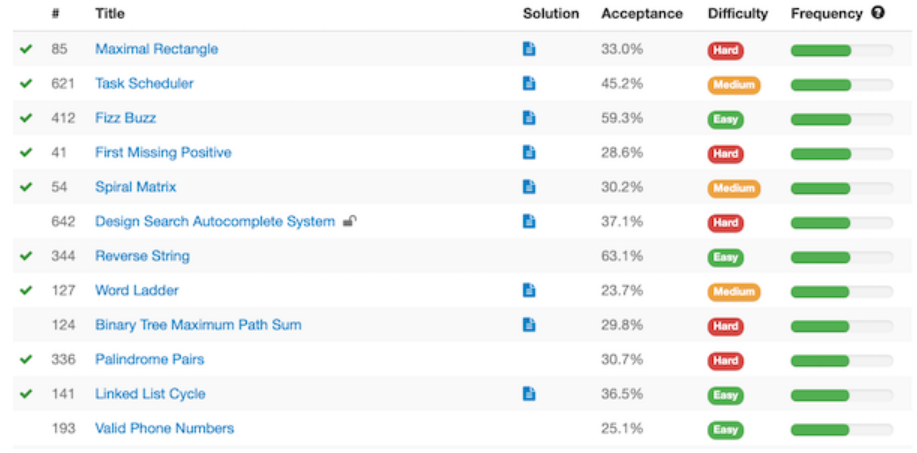 # Title Solution Acceptance Difficulty Frequency
85 Maximal Rectangle 33.0% Hard
621 Task Scheduler 45.2% Medium
412 Fizz Buzz 59.3% Easy
41 First Missing Positive 28.6% Hard
54 Spiral Matrix 30.2% Medium
642 Design Search Autocomplete System 37.1% Hard
344 Reverse String 63.1% Easy
127 Word Ladder 23.7% Medium
124 Binary Tree Maximum Path Sum 29.8% Hard
336 Palindrome Pairs 30.7% Hard
141 Linked List Cycle 36.5% Easy
193 Valid Phone Numbers 25.1% Easy